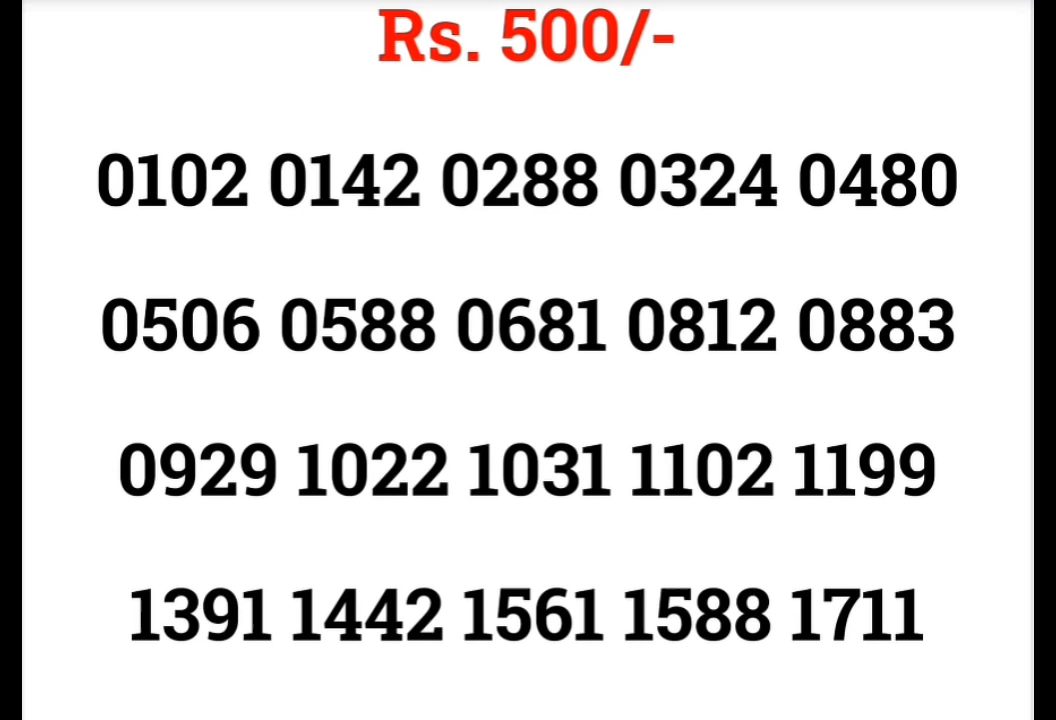 Rs. 500/-
0102 0142 0288 0324 0480
0506 0588 0681 0812 0883
0929 1022 1031 1102 1199
1391 1442 1561 1588 1711